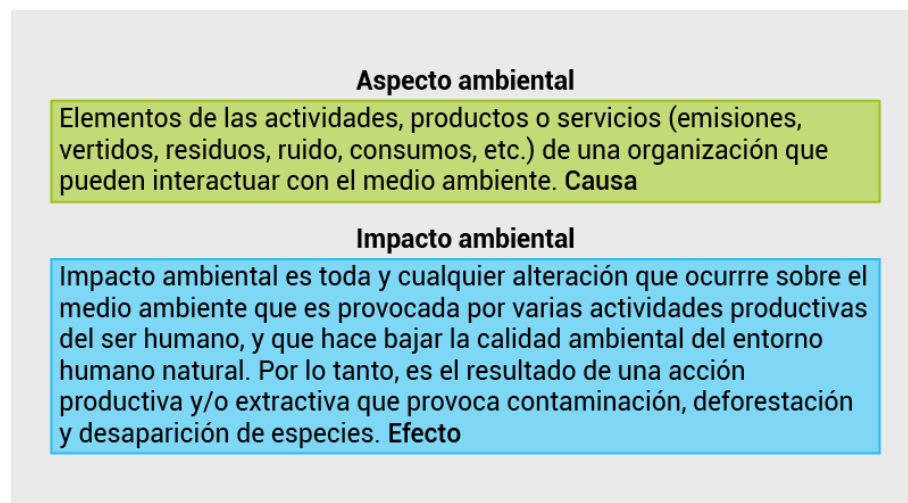 Aspecto ambiental
Elementos de las actividades, productos o servicios (emisiones,
vertidos, residuos, ruido, consumos, etc.) de una organización que
pueden interactuar con el medio ambiente. Causa
Impacto ambiental
Impacto ambiental es toda y cualquier alteración que ocurrre sobre el
medio ambiente que es provocada por varias actividades productivas
del ser humano, y que hace bajar la calidad ambiental del entorno
humano natural. Por lo tanto, es el resultado de una acción
productiva y/o extractiva que provoca contaminación, deforestación
y desaparición de especies. Efecto